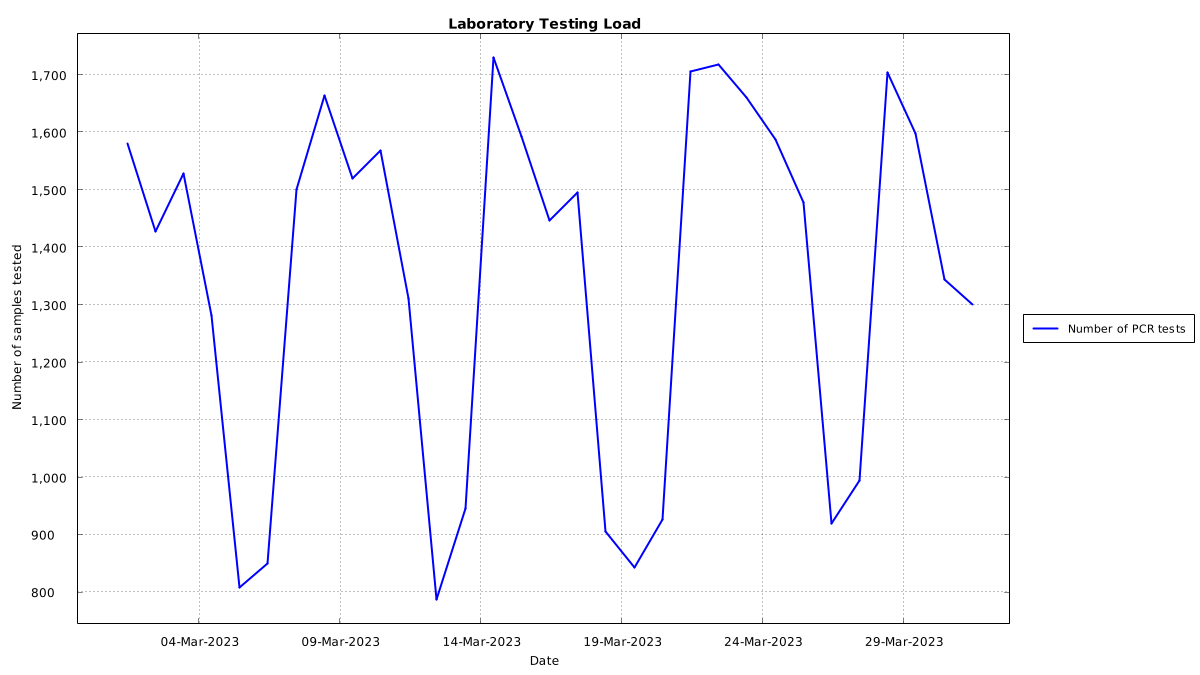 Laboratory Testing Load
Number of samples tested
1,700
1,600
1,500
1,400
1,300
1,200
1,100
1,000
900
800
04-Mar-2023 09-Mar-2023 14-Mar-2023 19-Mar-2023 24-Mar-2023 29-Mar-2023
Date
Number of PCR tests